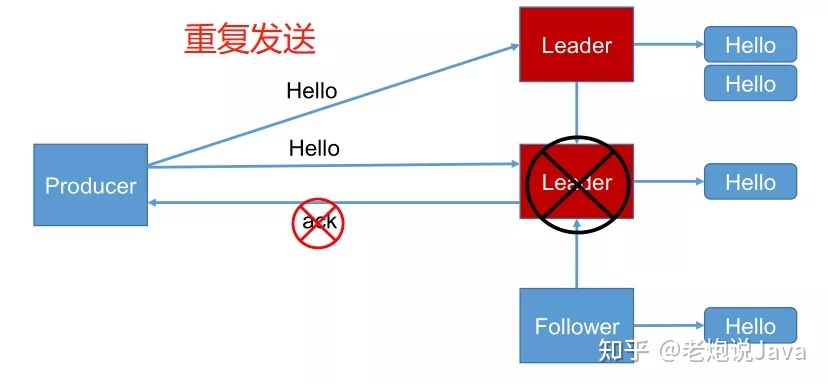 重复发送
Leader
Hello
Hello
Hello
Hello
Producer
Leader
Hello
ack
Follower
Hello
知乎 @老炮说Java